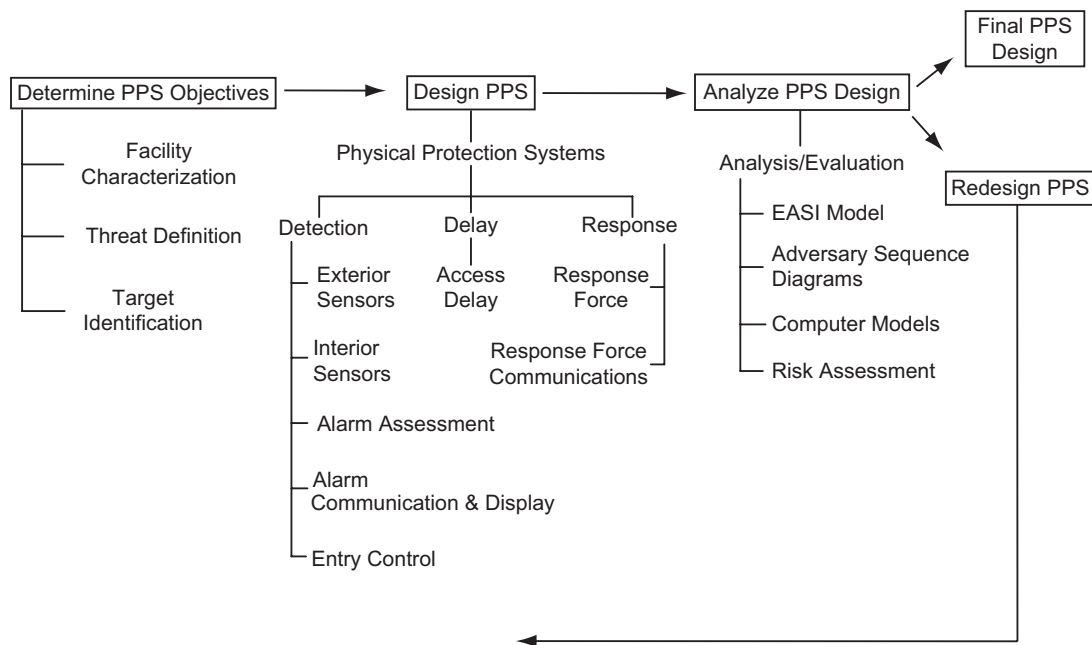 Final PPS
Design
Determine PPS Objectives
Design PPS
Analyze PPS Design
Redesign PPS
Facility
Characterization
Threat Definition
Target
Identification
Physical Protection Systems
Detection
Exterior
Sensors
Interior
Sensors
Alarm Assessment
Alarm
Communication & Display
Entry Control
Delay
Access
Delay
Response
Response
Force
Response Force
Communications
Analysis/Evaluation
EASI Model
Adversary Sequence
Diagrams
Computer Models
Risk Assessment